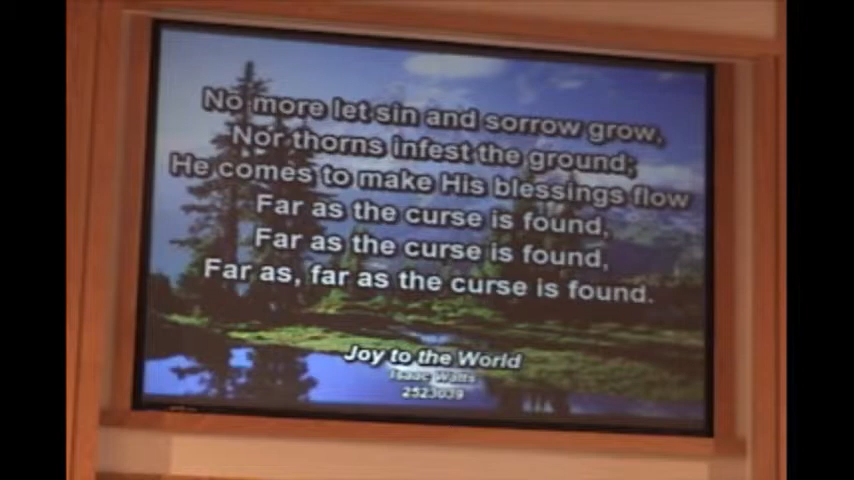 No more let sin and sorrow grow,
Nor thorns infest the ground;
He comes to make His blessings flow
Far as the curse is found,
Far as the curse is found,
Far as, far as the curse is found.
Joy to the World
Isaac Watts
2523039